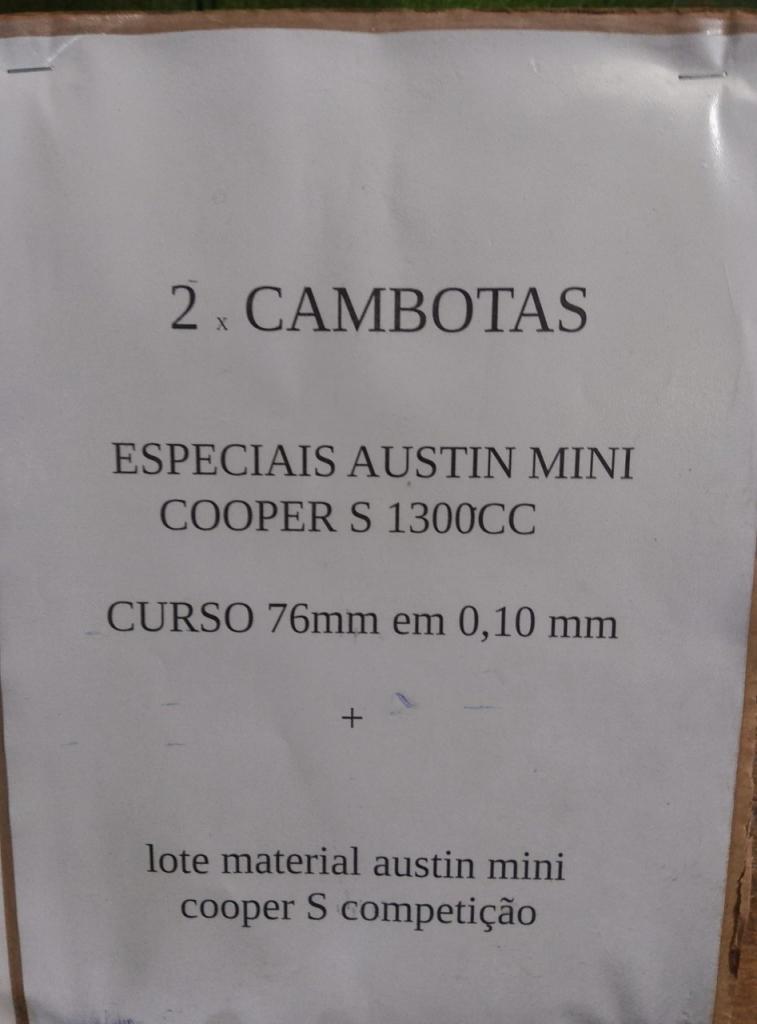 2 x CAMBOTAS
ESPECIAIS AUSTIN MINI
COOPER S 1300CC
CURSO 76mm em 0,10 mm
+
lote material austin mini
cooper S competição